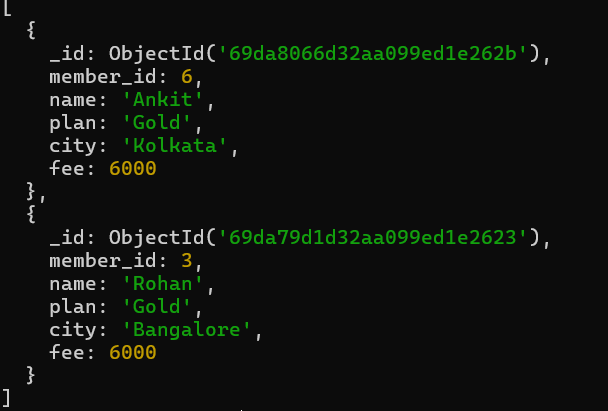 [
  {
    _id: ObjectId('69da8066d32aa099ed1e262b'),
    member_id: 6,
    name: 'Ankit',
    plan: 'Gold',
    city: 'Kolkata',
    fee: 6000
  },
  {
    _id: ObjectId('69da79d1d32aa099ed1e2623'),
    member_id: 3,
    name: 'Rohan',
    plan: 'Gold',
    city: 'Bangalore',
    fee: 6000
  }
]